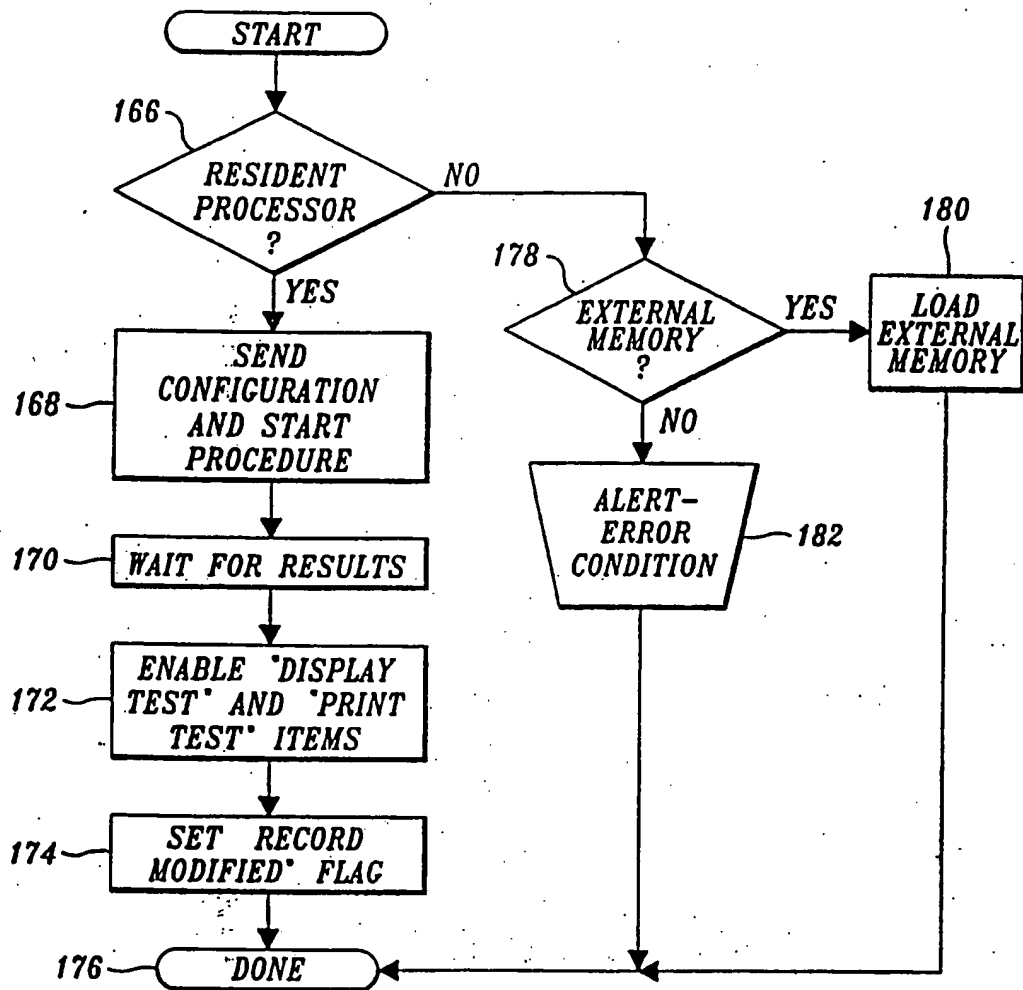 START
166
RESIDENT
PROCESSOR
?
NO
YES
168
SEND
CONFIGURATION
AND START
PROCEDURE
170
WAIT FOR RESULTS
172
ENABLE "DISPLAY
TEST" AND "PRINT
TEST" ITEMS
174
SET RECORD
MODIFIED" FLAG
176
DONE
178
EXTERNAL
MEMORY
?
YES
NO
180
LOAD
EXTERNAL
MEMORY
ALERT-
ERROR
CONDITION
182